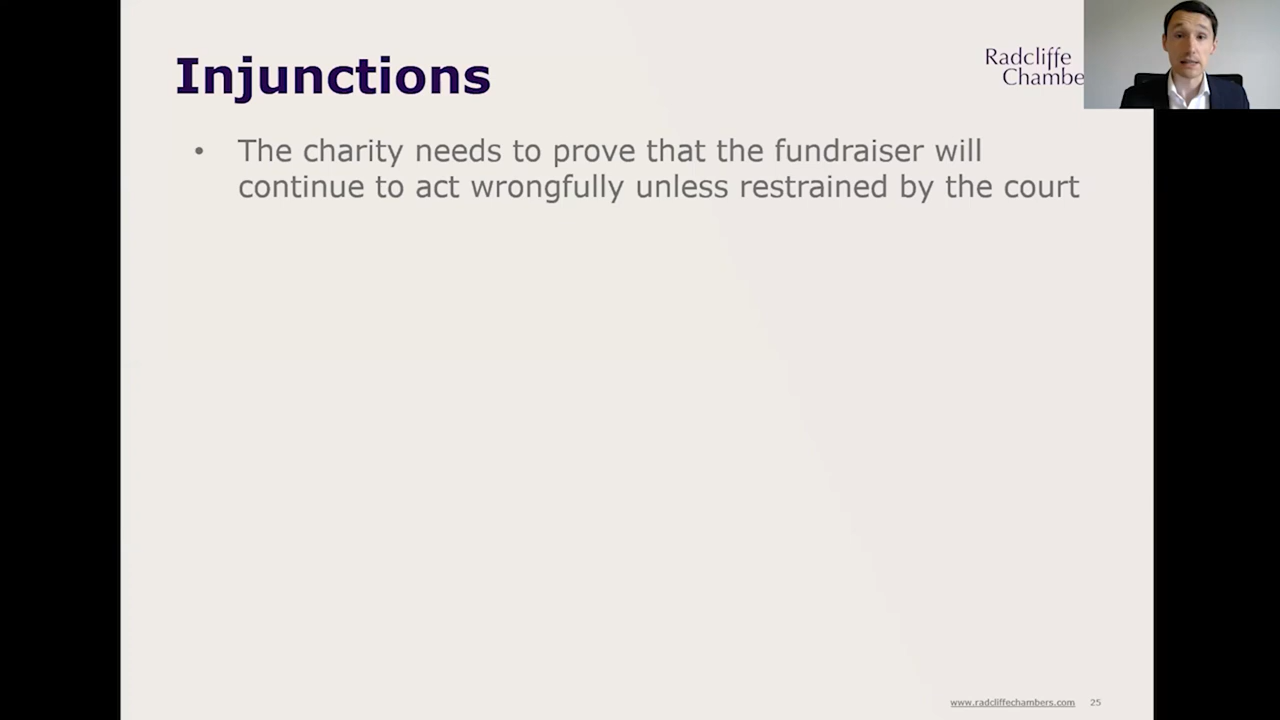 Injunctions
Radcliffe
Chambe
• The charity needs to prove that the fundraiser will
continue to act wrongfully unless restrained by the court
www.radcliffechambers.com 25